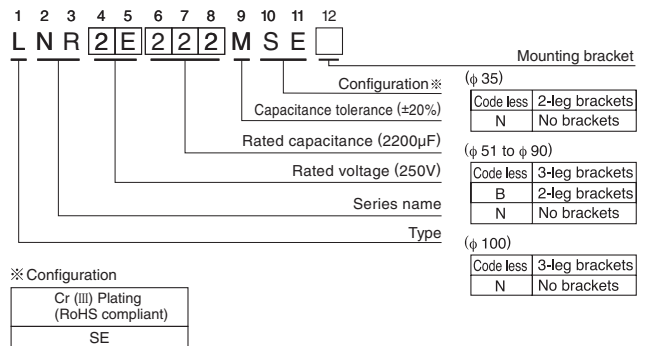 1 2 3 4 5 6 7 8 9 10 11 12
L N R 2 E 2 2 2 M S E
Mounting bracket
Configuration※
Capacitance tolerance (±20%)
Rated capacitance (2200µF)
Rated voltage (250V)
Series name
Type
(φ 35)
Code less 2-leg brackets
N No brackets
(φ 51 to φ 90)
Code less 3-leg brackets
B 2-leg brackets
N No brackets
(φ 100)
Code less 3-leg brackets
N No brackets
※Configuration
Cr (III) Plating
(RoHS compliant)
SE